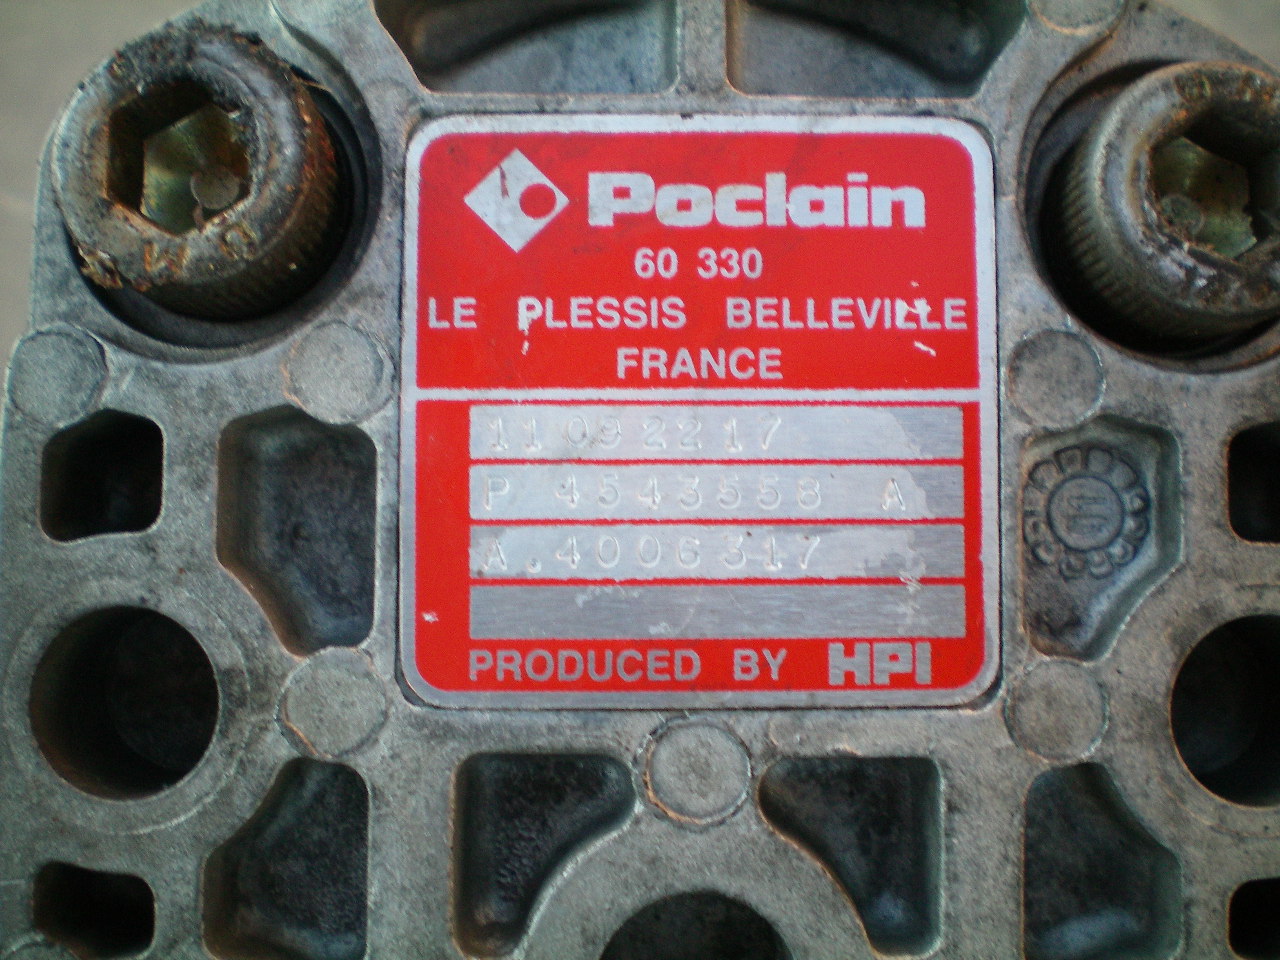 Poclain
60 330
LE PLESSIS BELLEVILLE
FRANCE
11092217
P 4543558 A
A.4006317
PRODUCED BY HPI